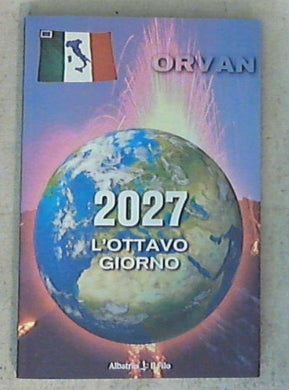 ORVAN
2027
L'OTTAVO
GIORNO
Albatros Il Filo